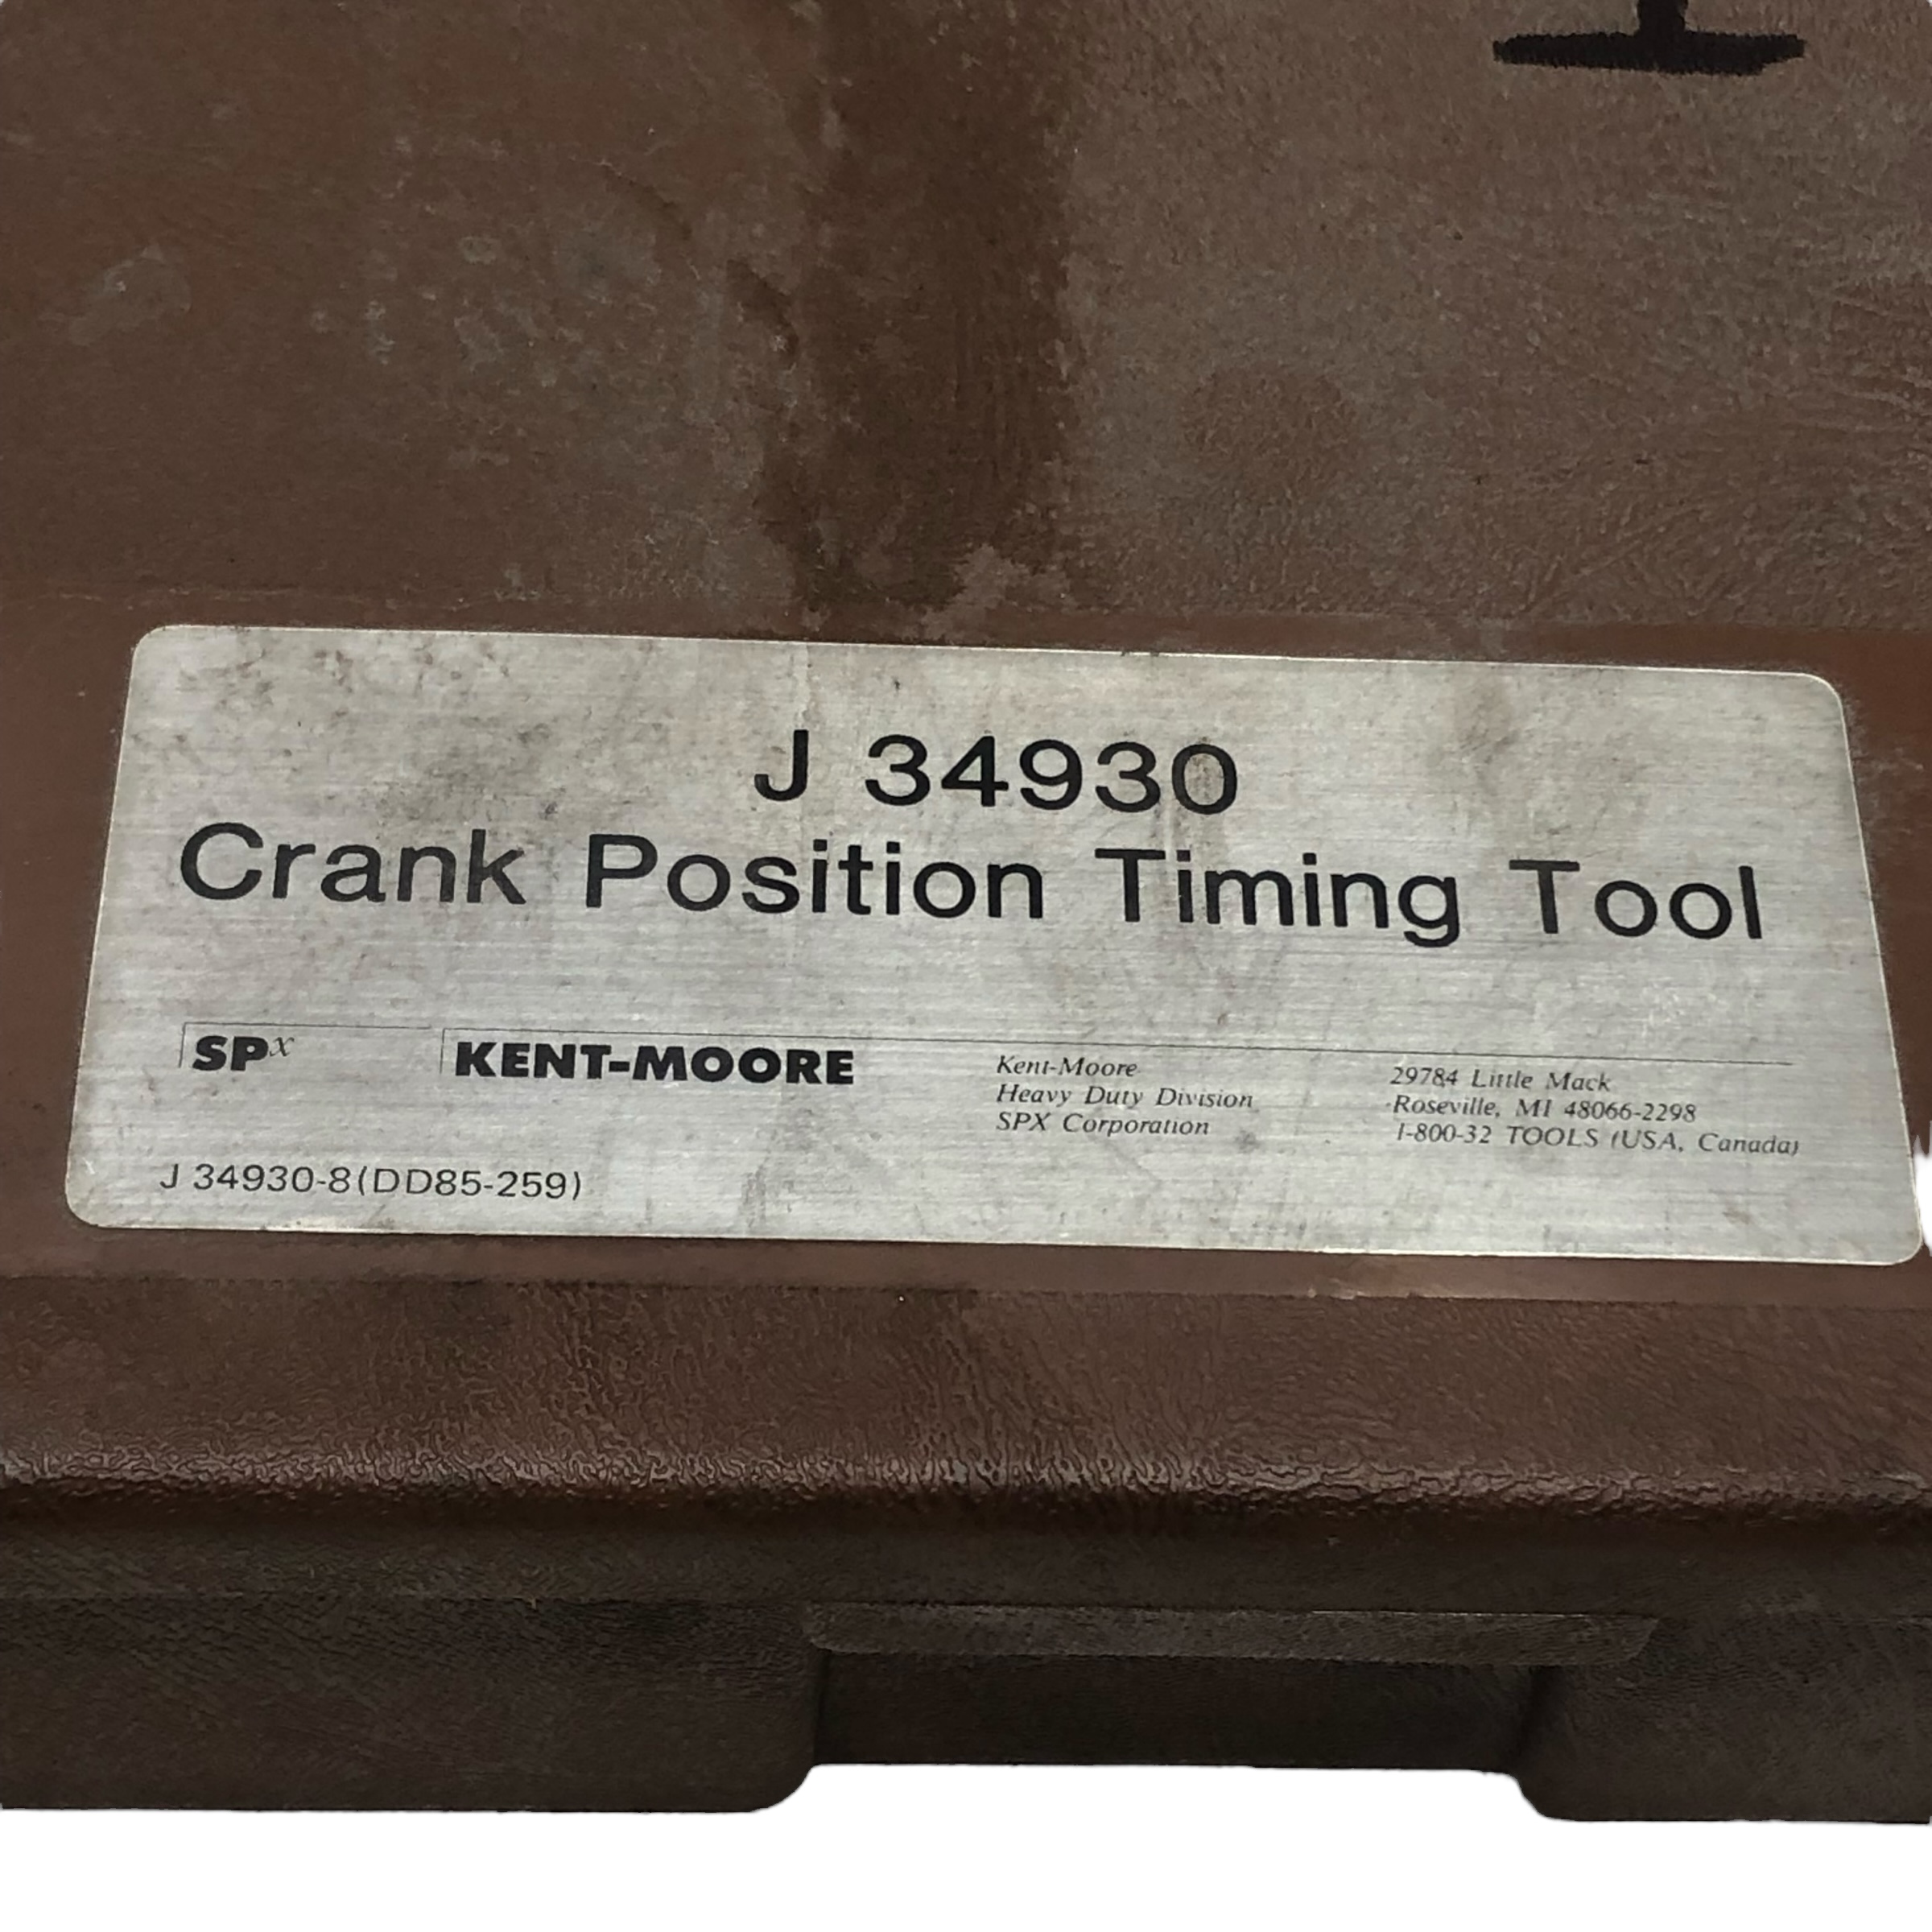 J 34930
Crank Position Timing Tool
SPX KENT-MOORE
Kent-Moore
Heavy Duty Division
SPX Corporation
29784 Little Mack
Roseville, MI 48066-2298
1-800-32 TOOLS (USA, Canada)
J 34930-8(DD85-259)